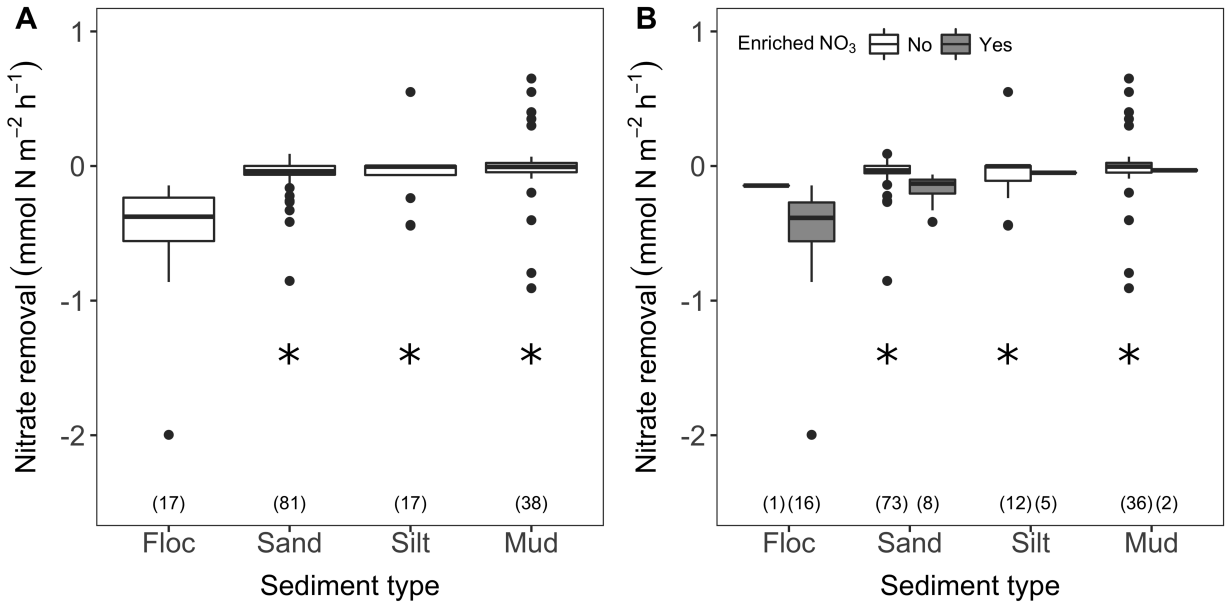 A
Nitrate removal (mmol N m⁻² h⁻¹)
1
0
-1
-2
*
*
*
(17)
(81)
(17)
(38)
Floc
Sand
Silt
Mud
Sediment type
B
Enriched NO₃
No
Yes
Nitrate removal (mmol N m⁻² h⁻¹)
1
0
-1
-2
*
*
*
(1)
(16)
(73)
(8)
(12)
(5)
(36)
(2)
Floc
Sand
Silt
Mud
Sediment type